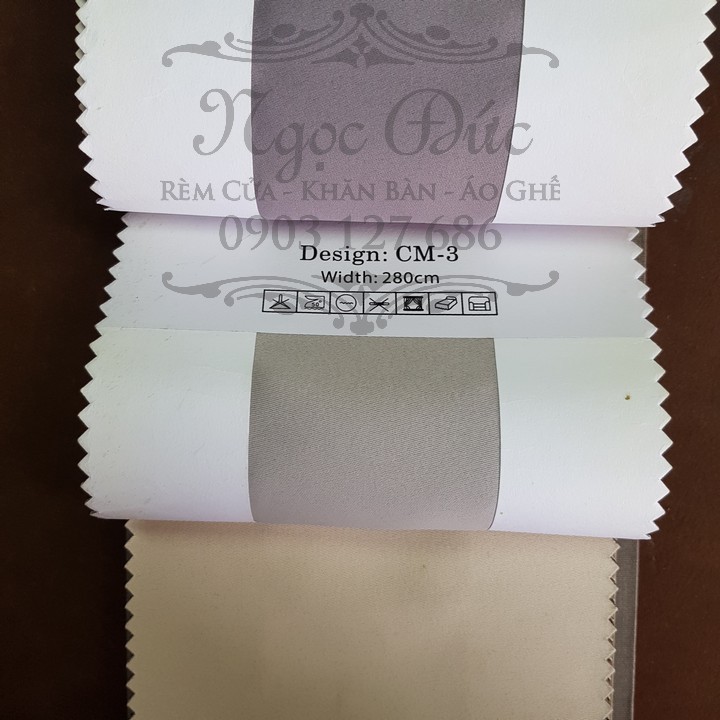 Ngọc Đức
RÈM CỬA - KHĂN BÀN - ÁO GHẾ
0903 127 686
Design: CM-3
Width: 280cm